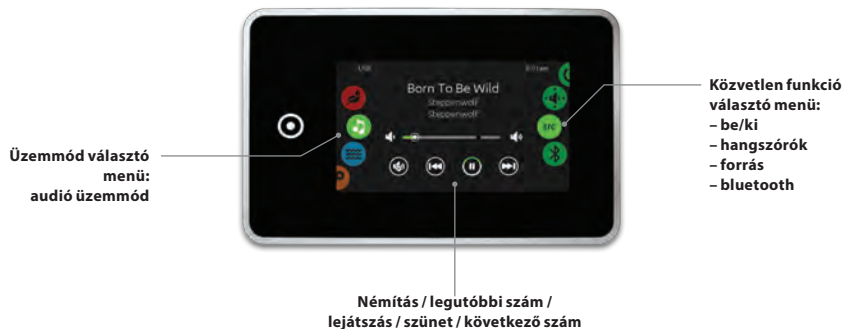 USB
Born To Be Wild
Steppenwolf
Steppenwolf
SRC
Üzemmód választó
menü:
audió üzemmód
Közvetlen funkció
választó menü:
– be/ki
– hangszórók
– forrás
– bluetooth
Némítás / legutóbbi szám /
lejátszás / szünet / következő szám